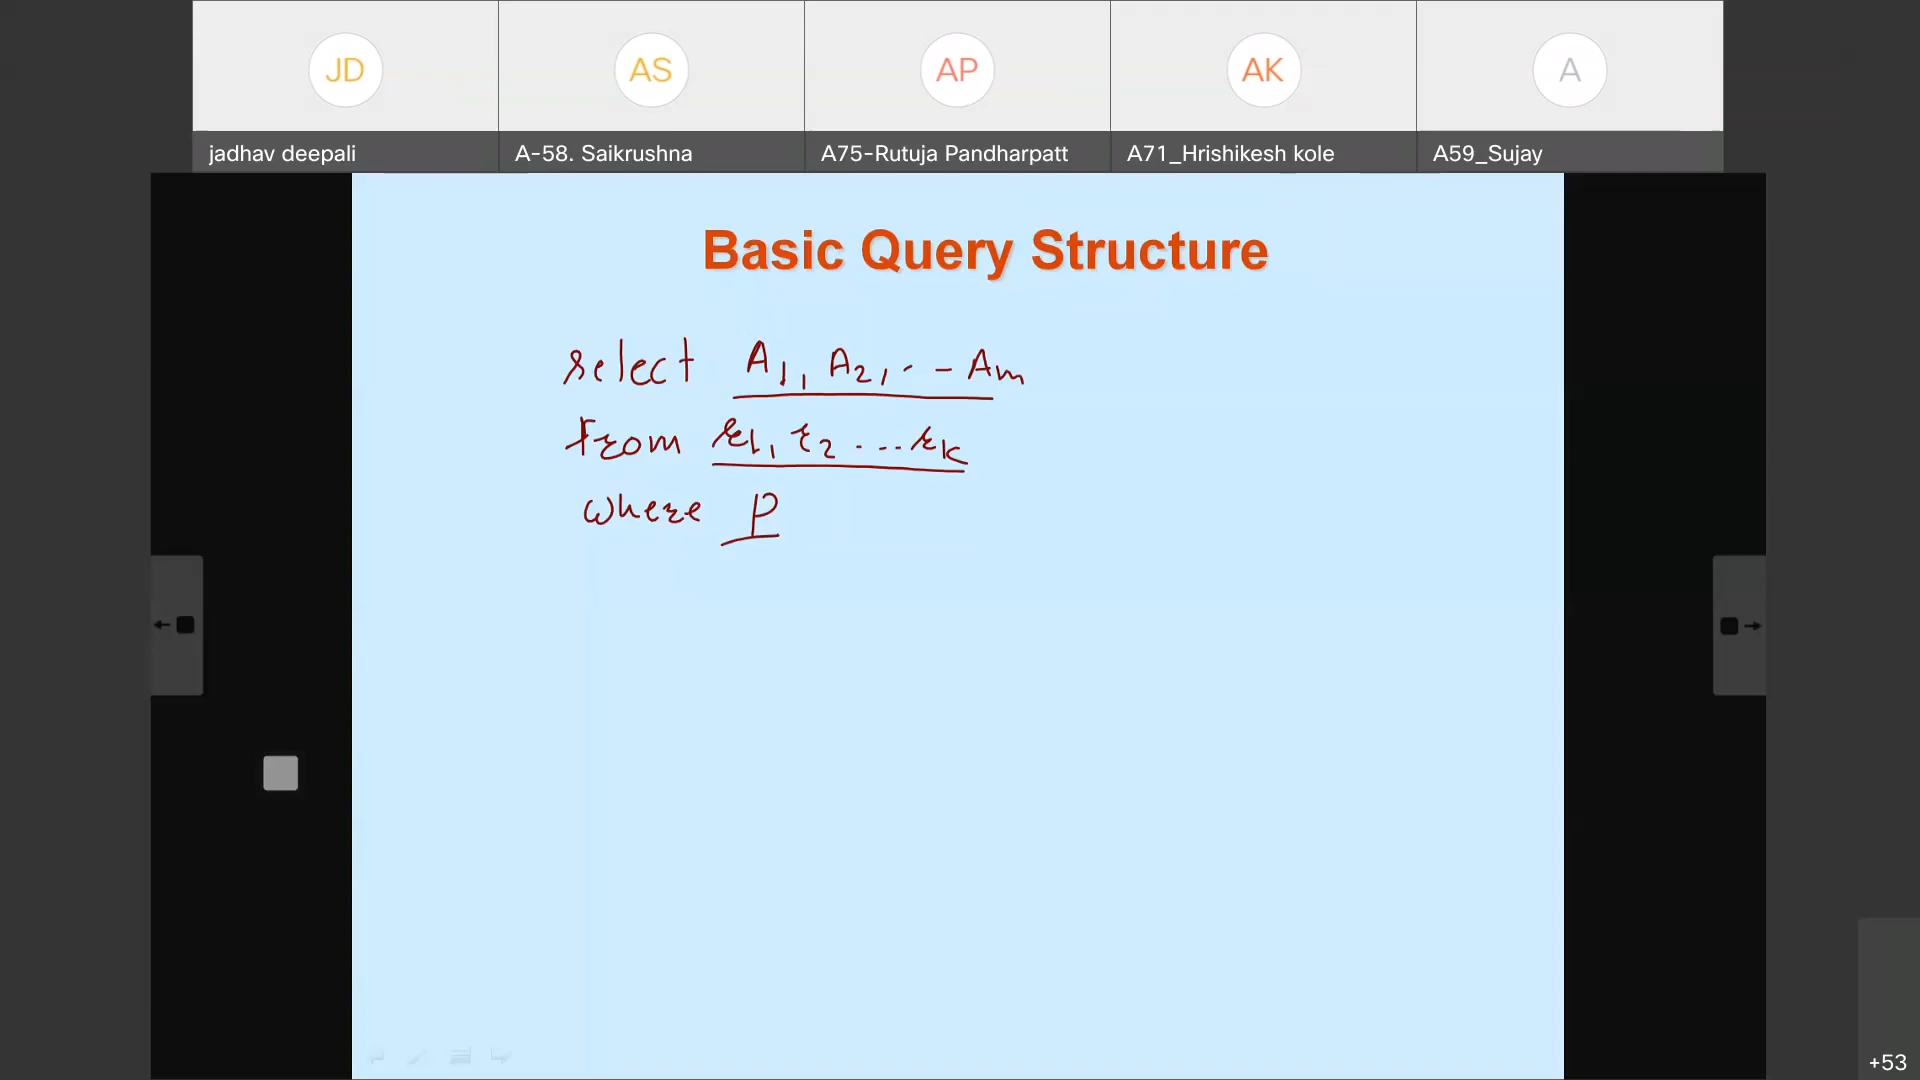 JD AS AP AK A
jadhav deepali A-58. Saikrushna A75-Rutuja Pandharpatt A71_Hrishikesh kole A59_Sujay
Basic Query Structure
select A1, A2, .. - Am
from r1, r2 . ... rk
where P
+53